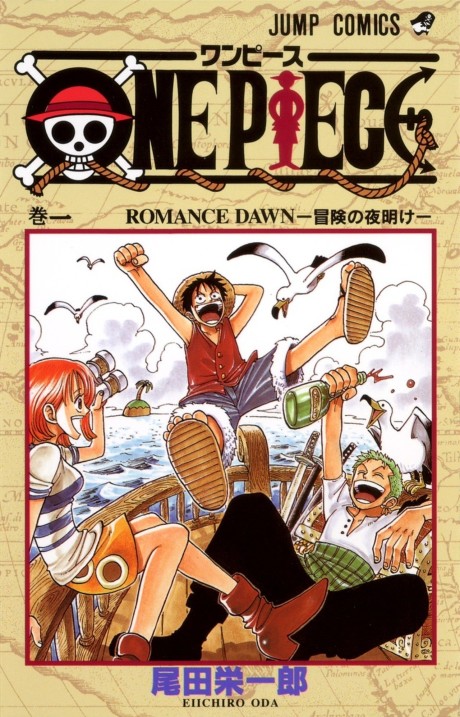 JUMP COMICS
ワンピース
ONE PIECE
巻一
ROMANCE DAWN—冒険の夜明け—
尾田栄一郎
EIICHIRO ODA